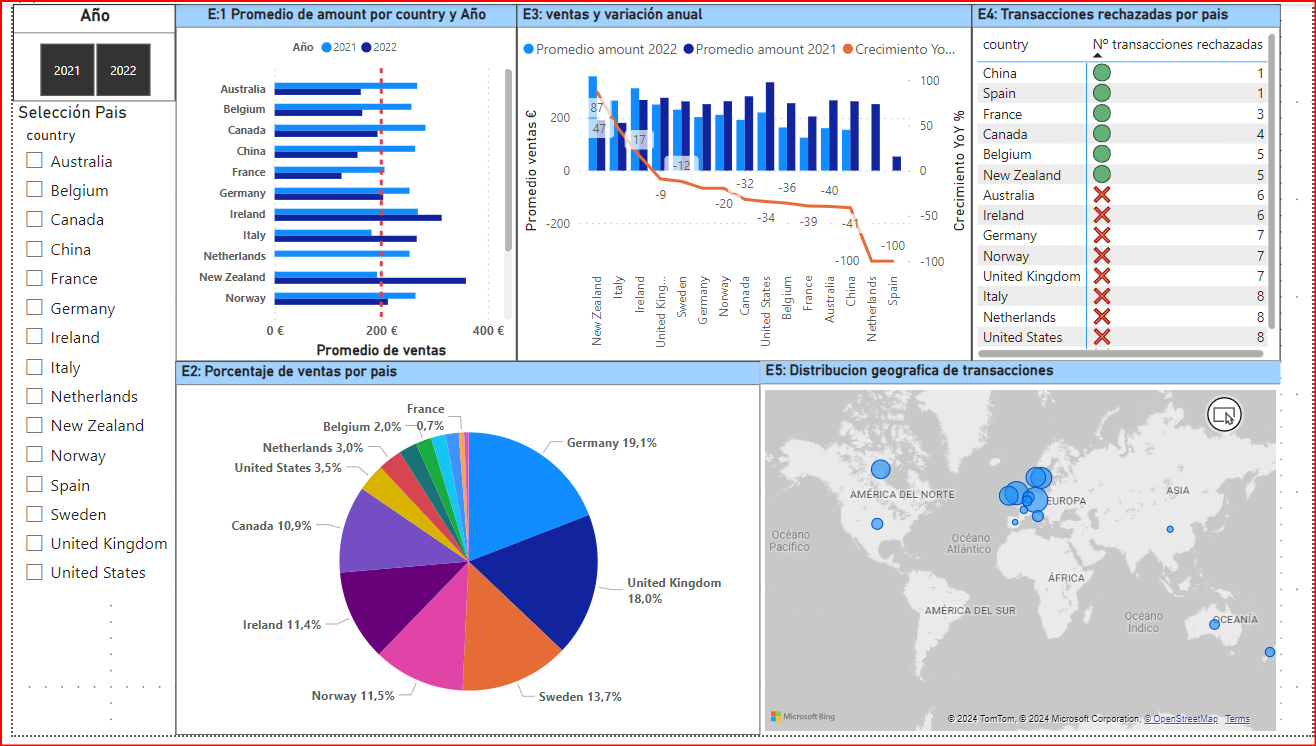 Año
2021 2022
Selección Pais
country
Australia
Belgium
Canada
China
France
Germany
Ireland
Italy
Netherlands
New Zealand
Norway
Spain
Sweden
United Kingdom
United States
E:1 Promedio de amount por country y Año
Año 2021 2022
Australia
Belgium
Canada
China
France
Germany
Ireland
Italy
Netherlands
New Zealand
Norway
0 € 200 € 400 €
Promedio de ventas
E3: ventas y variación anual
Promedio amount 2022 Promedio amount 2021 Crecimiento Yo...
Promedio ventas €
200
0
-200
87
47
17
-9
-12
-20
-32
-34
-36
-39
-40
-41
-100
-100
100
50
0
-50
-100
Crecimiento YoY %
New Zealand
Italy
Ireland
United King...
Sweden
Germany
Norway
Canada
United States
Belgium
France
Australia
China
Netherlands
Spain
E4: Transacciones rechazadas por pais
country Nº transacciones rechazadas
China 1
Spain 1
France 3
Canada 4
Belgium 5
New Zealand 5
Australia 6
Ireland 6
Germany 7
Norway 7
United Kingdom 7
Italy 8
Netherlands 8
United States 8
E2: Porcentaje de ventas por pais
France
0,7%
Belgium 2,0%
Netherlands 3,0%
United States 3,5%
Canada 10,9%
Ireland 11,4%
Norway 11,5%
Sweden 13,7%
United Kingdom
18,0%
Germany 19,1%
E5: Distribucion geografica de transacciones
AMÉRICA DEL NORTE
EUROPA
ASIA
Océano
Pacífico
Océano
Atlántico
ÁFRICA
AMÉRICA DEL SUR
Océano
Índico
OCEANÍA
Microsoft Bing
© 2024 TomTom, © 2024 Microsoft Corporation, © OpenStreetMap Terms